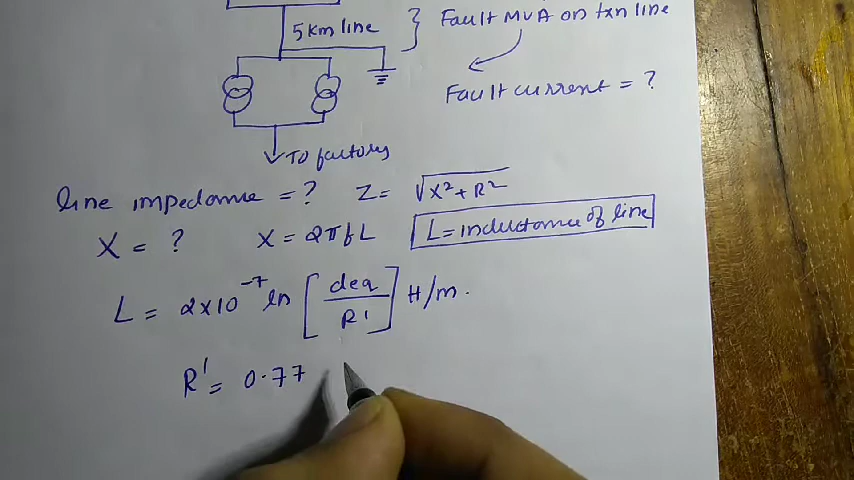 5km line } Fault MVA on txn line
Fault current = ?
To factory
line impedance = ? Z = √X²+R²
X = ? X = 2πfL L = inductance of line
L = 2×10⁻⁷ ln [deq/R'] H/m.
R' = 0.77